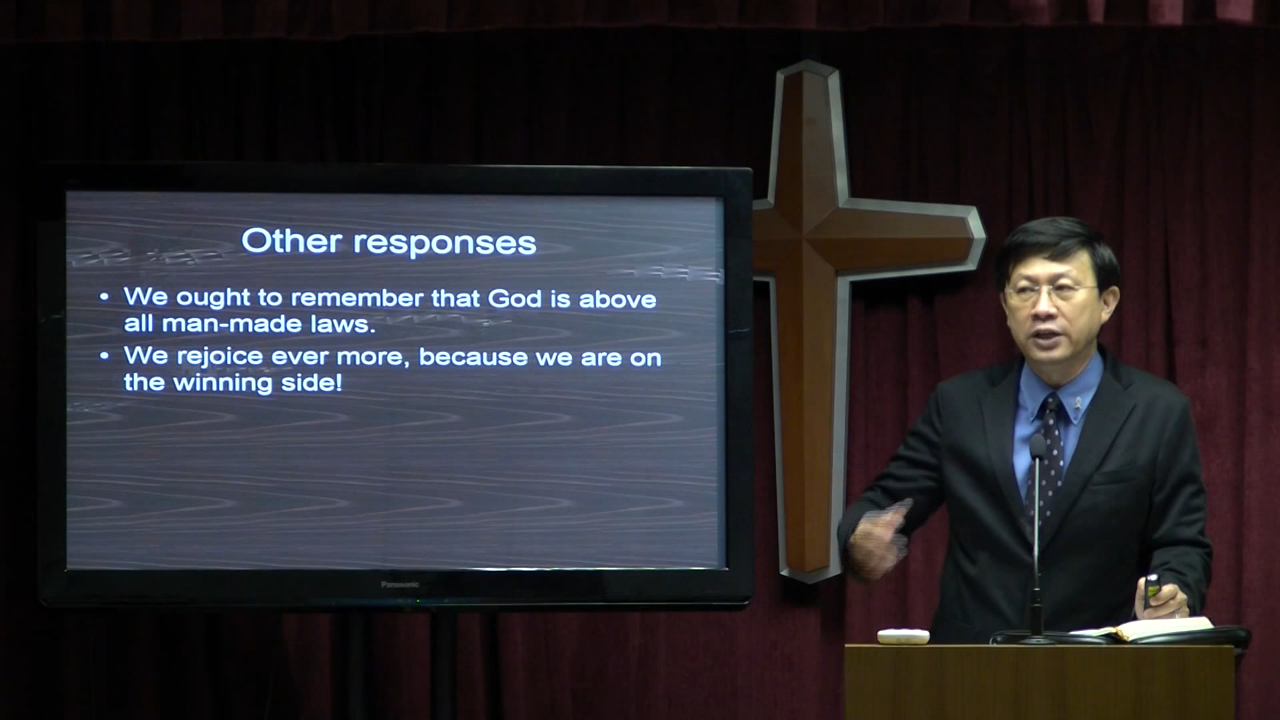 Other responses
• We ought to remember that God is above
all man-made laws.
• We rejoice ever more, because we are on
the winning side!
Panasonic